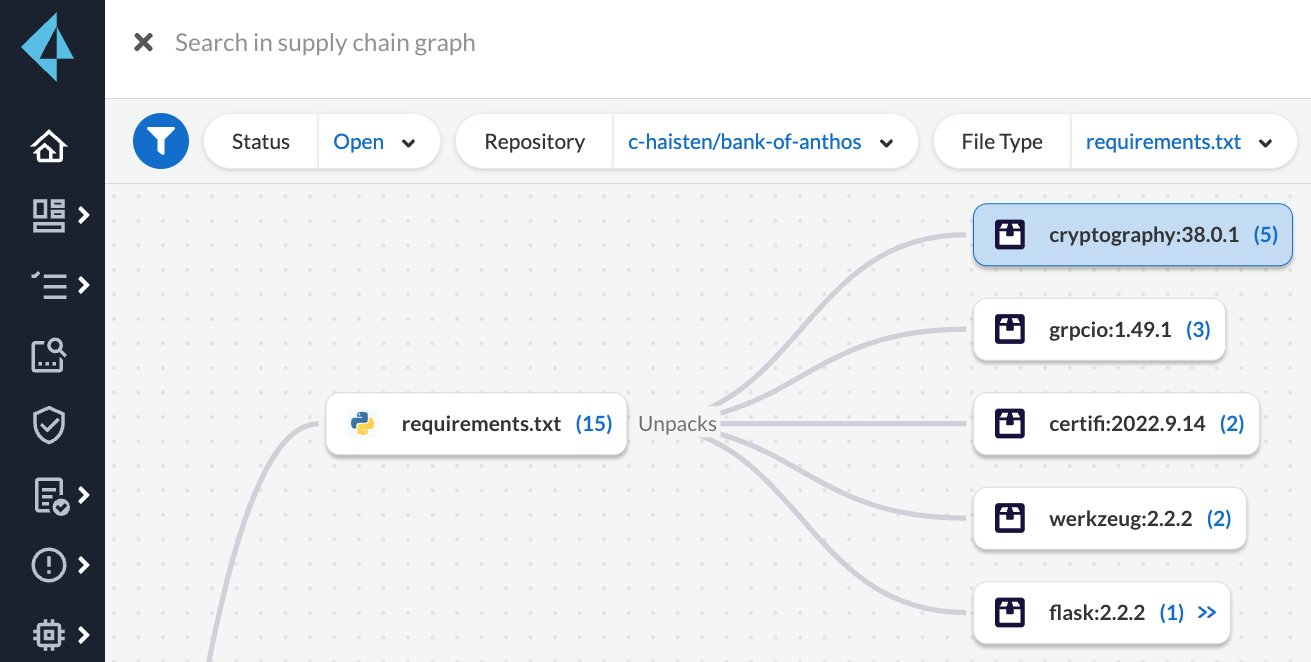 Search in supply chain graph
Status Open Repository c-haisten/bank-of-anthos File Type requirements.txt
cryptography:38.0.1 (5)
grpcio:1.49.1 (3)
requirements.txt (15) Unpacks certifi:2022.9.14 (2)
werkzeug:2.2.2 (2)
flask:2.2.2 (1) >>